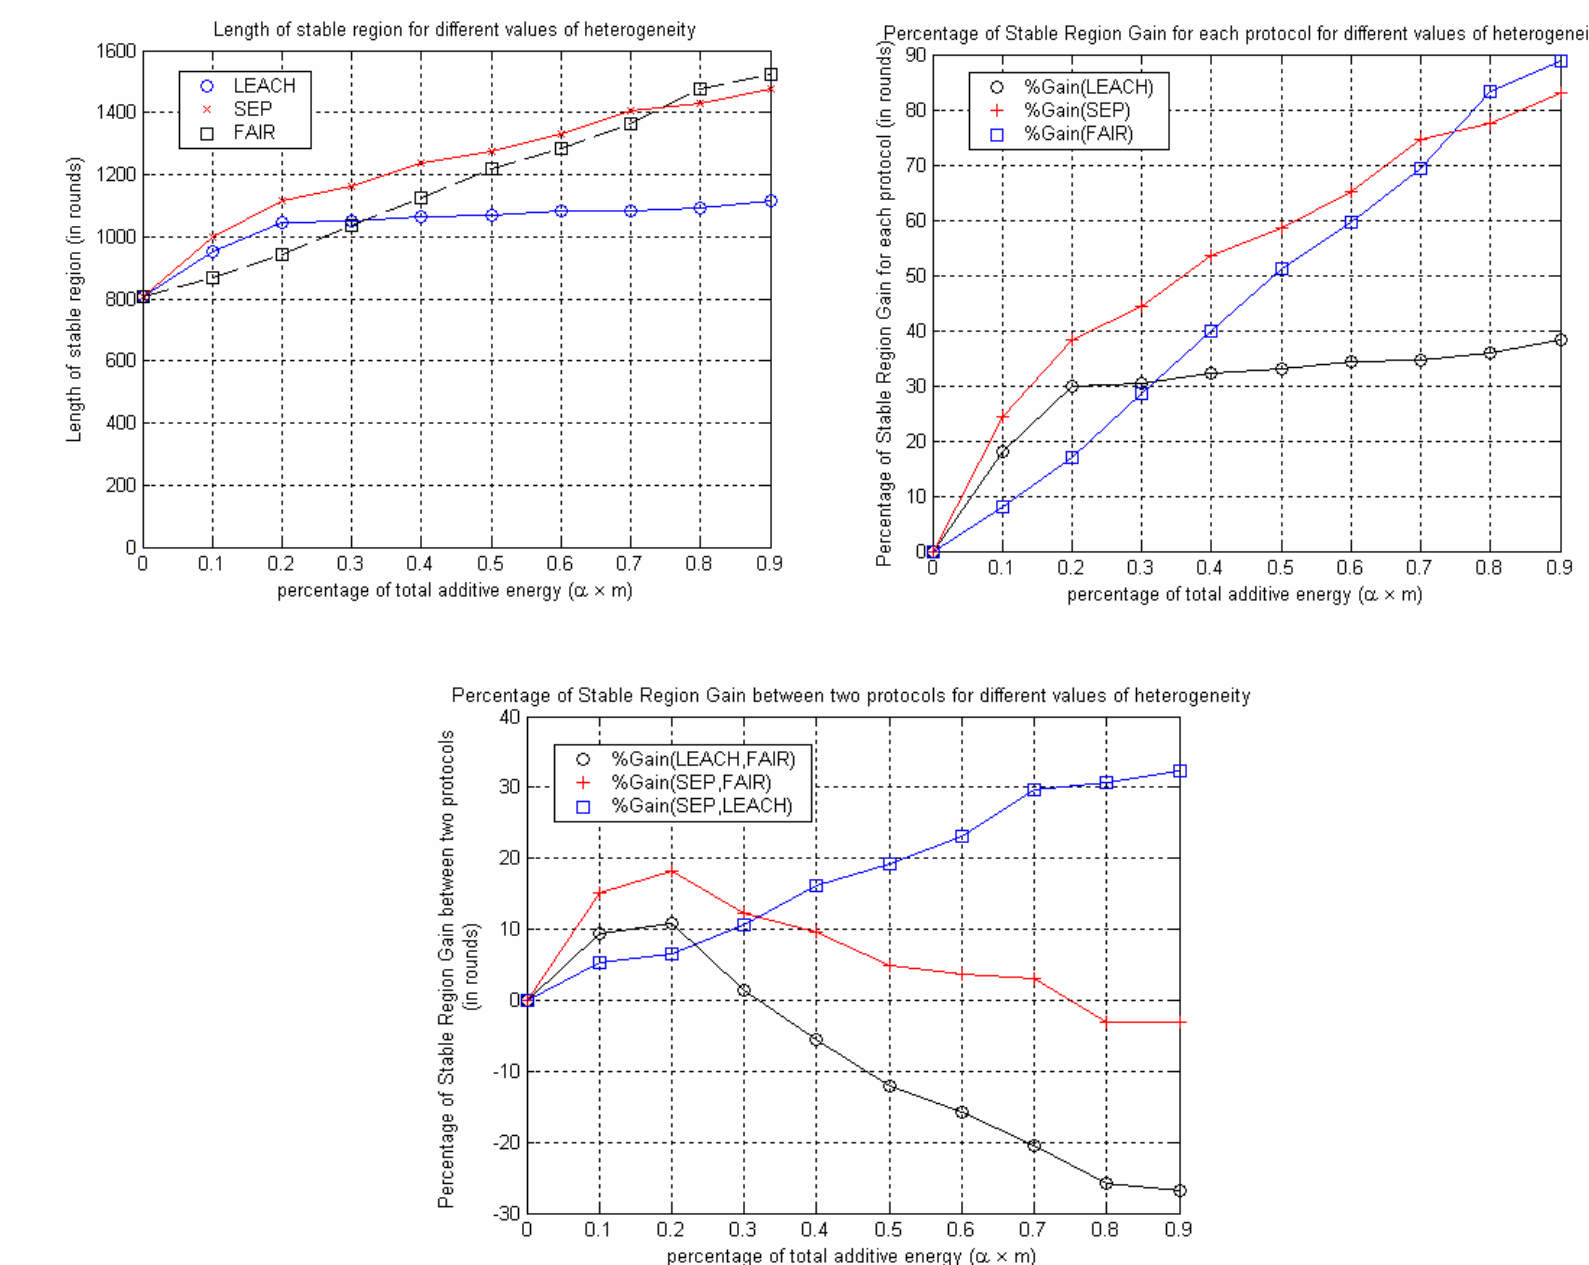 Length of stable region for different values of heterogeneity
1600
1400
1200
1000
800
600
400
200
0
Length of stable region (in rounds)
LEACH
SEP
FAIR
0 0.1 0.2 0.3 0.4 0.5 0.6 0.7 0.8 0.9
percentage of total additive energy (α × m)
Percentage of Stable Region Gain for each protocol for different values of heterogenei
90
80
70
60
50
40
30
20
10
0
Percentage of Stable Region Gain for each protocol (in rounds)
%Gain(LEACH)
%Gain(SEP)
%Gain(FAIR)
0 0.1 0.2 0.3 0.4 0.5 0.6 0.7 0.8 0.9
percentage of total additive energy (α × m)
Percentage of Stable Region Gain between two protocols for different values of heterogeneity
40
30
20
10
0
-10
-20
-30
Percentage of Stable Region Gain between two protocols
(in rounds)
%Gain(LEACH,FAIR)
%Gain(SEP,FAIR)
%Gain(SEP,LEACH)
0 0.1 0.2 0.3 0.4 0.5 0.6 0.7 0.8 0.9
percentage of total additive energy (α × m)